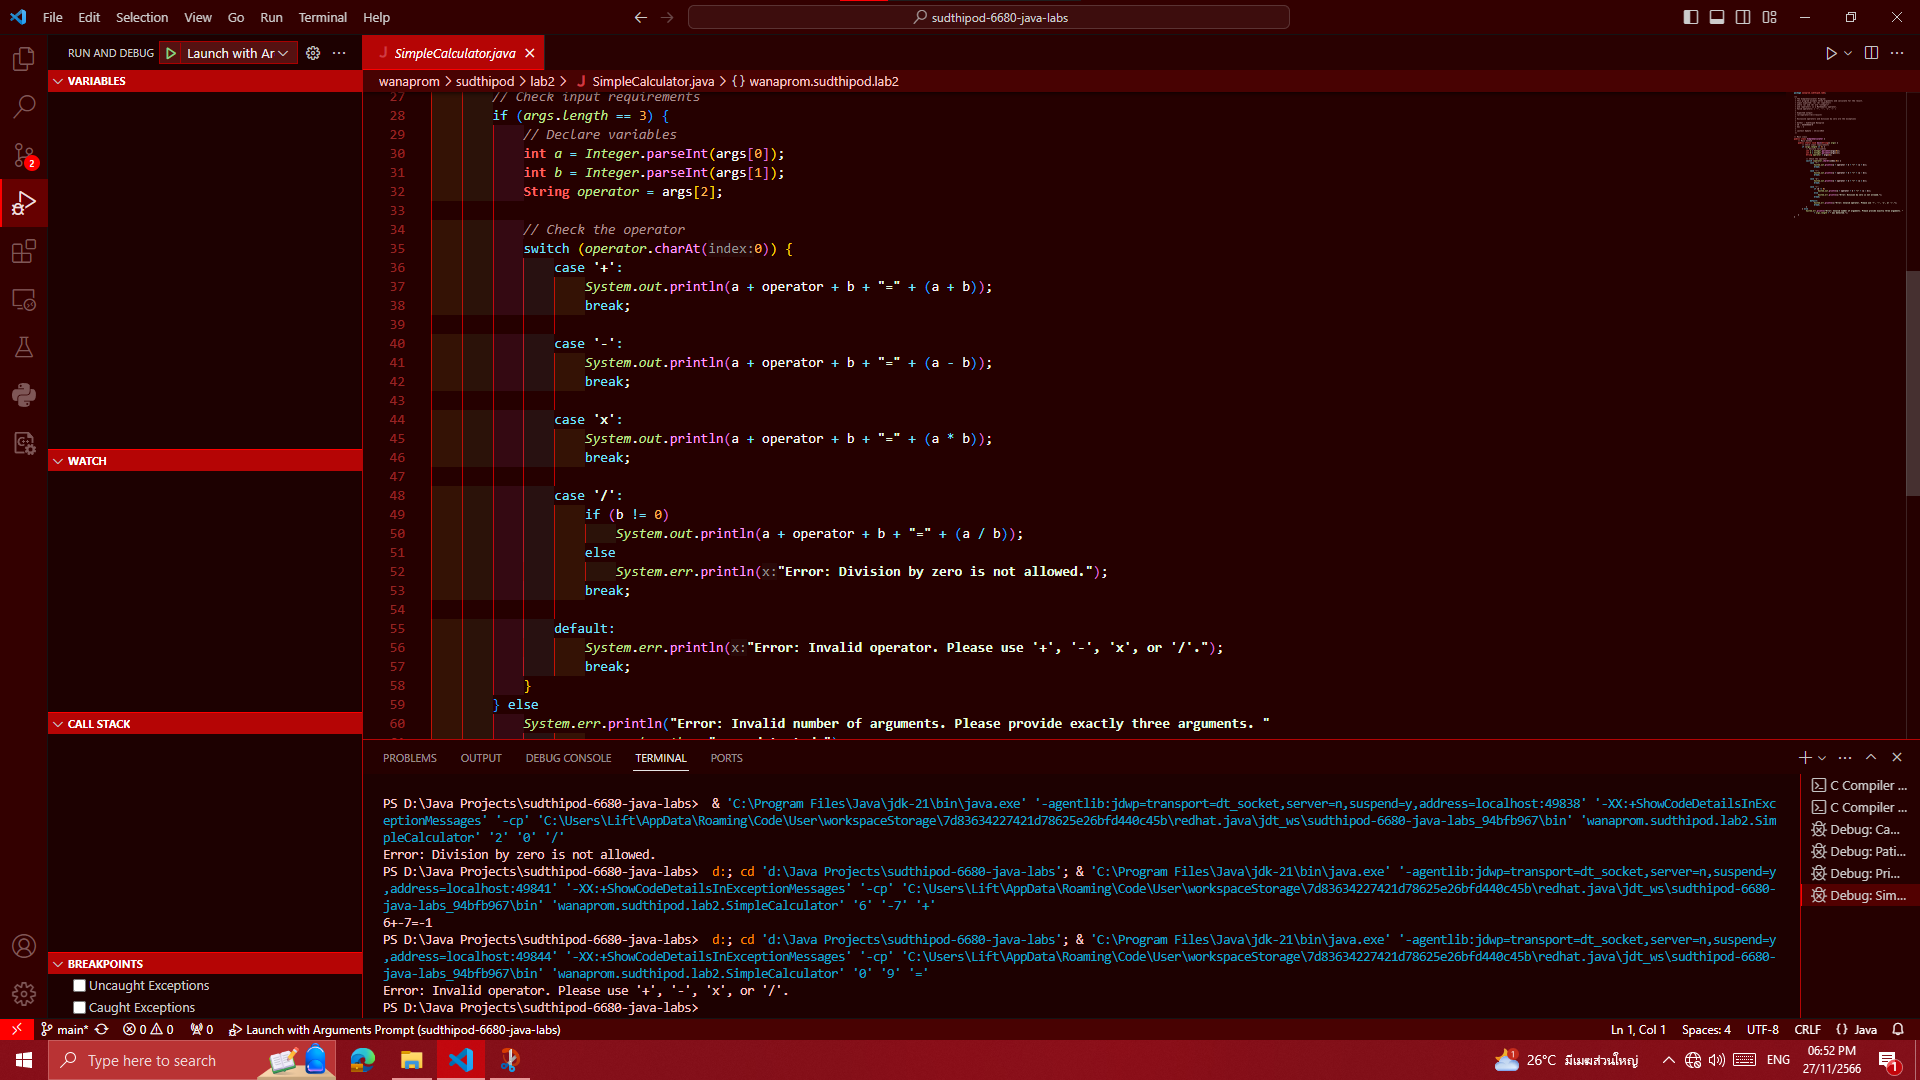 File Edit Selection View Go Run Terminal Help
sudthipod-6680-java-labs
RUN AND DEBUG Launch with Ar
SimpleCalculator.java
VARIABLES
wanaprom sudthipod lab2 SimpleCalculator.java {} wanaprom.sudthipod.lab2
27 // Check input requirements
28 if (args.length == 3) {
29 // Declare variables
30 int a = Integer.parseInt(args[0]);
31 int b = Integer.parseInt(args[1]);
32 String operator = args[2];
33
34 // Check the operator
35 switch (operator.charAt(index:0)) {
36 case '+':
37 System.out.println(a + operator + b + "=" + (a + b));
38 break;
39
40 case '-':
41 System.out.println(a + operator + b + "=" + (a - b));
42 break;
43
44 case 'x':
45 System.out.println(a + operator + b + "=" + (a * b));
46 break;
47
48 case '/':
49 if (b != 0)
50 System.out.println(a + operator + b + "=" + (a / b));
51 else
52 System.err.println(x:"Error: Division by zero is not allowed.");
53 break;
54
55 default:
56 System.err.println(x:"Error: Invalid operator. Please use '+', '-', 'x', or '/'.");
57 break;
58 }
59 } else
60 System.err.println("Error: Invalid number of arguments. Please provide exactly three arguments. "
WATCH
CALL STACK
BREAKPOINTS
Uncaught Exceptions
Caught Exceptions
PROBLEMS OUTPUT DEBUG CONSOLE TERMINAL PORTS
PS D:\Java Projects\sudthipod-6680-java-labs> & 'C:\Program Files\Java\jdk-21\bin\java.exe' '-agentlib:jdwp=transport=dt_socket,server=n,suspend=y,address=localhost:49838' '-XX:+ShowCodeDetailsInExc
eptionMessages' '-cp' 'C:\Users\Lift\AppData\Roaming\Code\User\workspaceStorage\7d83634227421d78625e26bfd440c45b\redhat.java\jdt_ws\sudthipod-6680-java-labs_94bfb967\bin' 'wanaprom.sudthipod.lab2.Sim
pleCalculator' '2' '0' '/'
Error: Division by zero is not allowed.
PS D:\Java Projects\sudthipod-6680-java-labs> d:; cd 'd:\Java Projects\sudthipod-6680-java-labs'; & 'C:\Program Files\Java\jdk-21\bin\java.exe' '-agentlib:jdwp=transport=dt_socket,server=n,suspend=y
,address=localhost:49841' '-XX:+ShowCodeDetailsInExceptionMessages' '-cp' 'C:\Users\Lift\AppData\Roaming\Code\User\workspaceStorage\7d83634227421d78625e26bfd440c45b\redhat.java\jdt_ws\sudthipod-6680-
java-labs_94bfb967\bin' 'wanaprom.sudthipod.lab2.SimpleCalculator' '6' '-7' '+'
6+-7=-1
PS D:\Java Projects\sudthipod-6680-java-labs> d:; cd 'd:\Java Projects\sudthipod-6680-java-labs'; & 'C:\Program Files\Java\jdk-21\bin\java.exe' '-agentlib:jdwp=transport=dt_socket,server=n,suspend=y
,address=localhost:49844' '-XX:+ShowCodeDetailsInExceptionMessages' '-cp' 'C:\Users\Lift\AppData\Roaming\Code\User\workspaceStorage\7d83634227421d78625e26bfd440c45b\redhat.java\jdt_ws\sudthipod-6680-
java-labs_94bfb967\bin' 'wanaprom.sudthipod.lab2.SimpleCalculator' '0' '9' '='
Error: Invalid operator. Please use '+', '-', 'x', or '/'.
PS D:\Java Projects\sudthipod-6680-java-labs>
C Compiler ...
C Compiler ...
Debug: Ca...
Debug: Pati...
Debug: Pri...
Debug: Sim...
2
main* 0 0 0 Launch with Arguments Prompt (sudthipod-6680-java-labs) Ln 1, Col 1 Spaces: 4 UTF-8 CRLF {} Java
Type here to search
1 26°C มีเมฆส่วนใหญ่ ENG 06:52 PM
27/11/2566
1